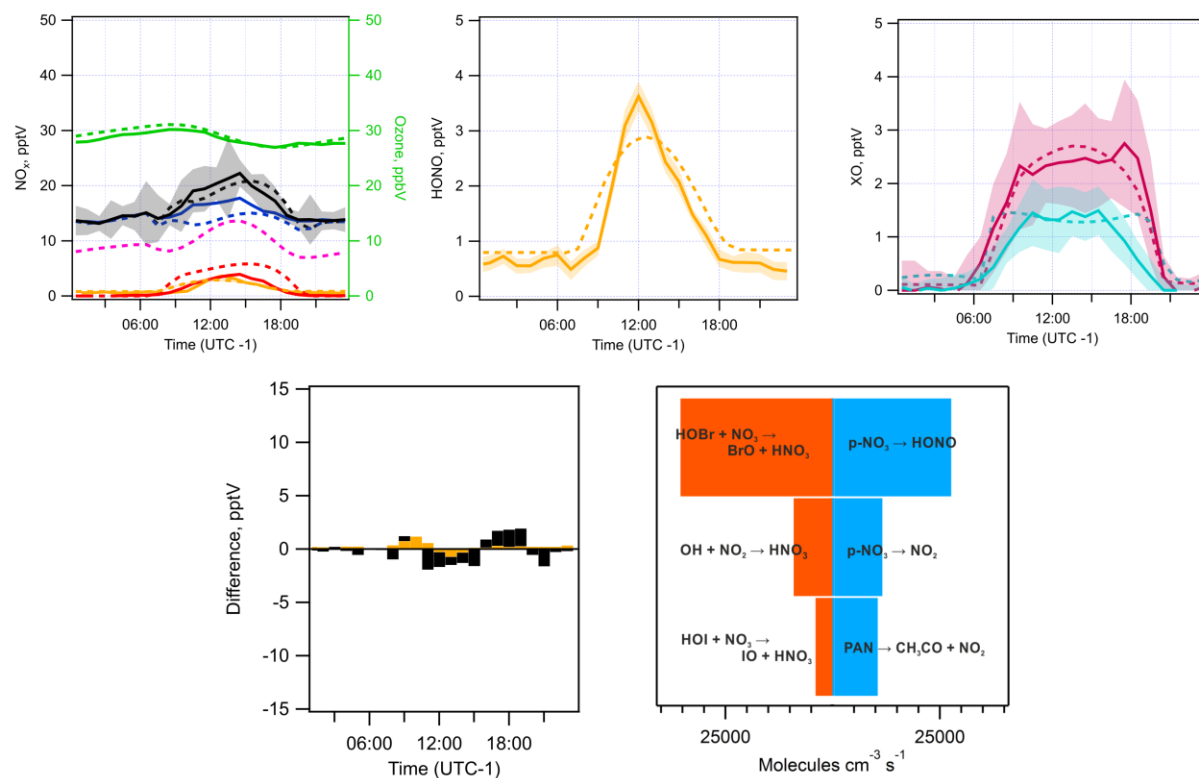 50
40
30
20
10
0
NOₓ, pptV
06:00 12:00 18:00
Time (UTC -1)
50
40
30
20
10
0
Ozone, ppbV
5
4
3
2
1
0
HONO, pptV
06:00 12:00 18:00
Time (UTC -1)
5
4
3
2
1
0
XO, pptV
06:00 12:00 18:00
Time (UTC -1)
15
10
5
0
-5
-10
-15
Difference, pptV
06:00 12:00 18:00
Time (UTC-1)
HOBr + NO₃ →
BrO + HNO₃
p-NO₃ → HONO
OH + NO₂ → HNO₃
p-NO₃ → NO₂
HOI + NO₃ →
IO + HNO₃
PAN → CH₃CO + NO₂
25000 25000
Molecules cm⁻³ s⁻¹